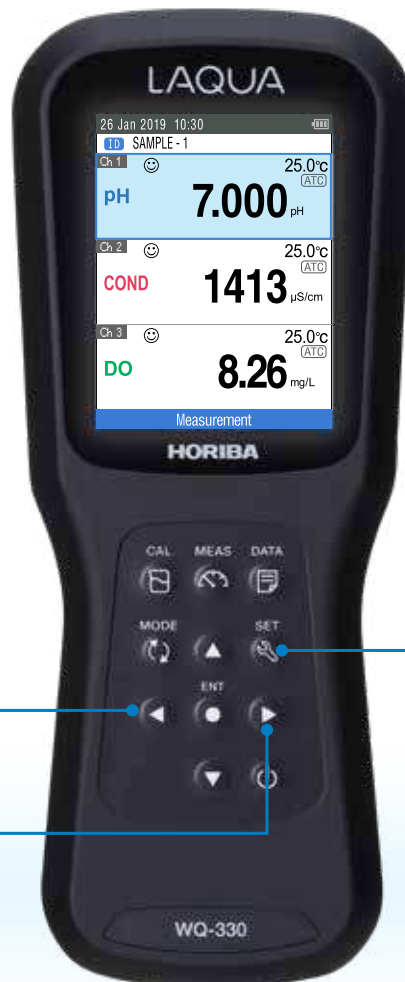 LAQUA
26 Jan 2019 10:30
ID SAMPLE - 1
Ch 1 25.0℃
ATC
pH 7.000 pH
Ch 2 25.0℃
ATC
COND 1413 µS/cm
Ch 3 25.0℃
ATC
DO 8.26 mg/L
Measurement
HORIBA
CAL MEAS DATA
MODE SET
ENT
WQ-330